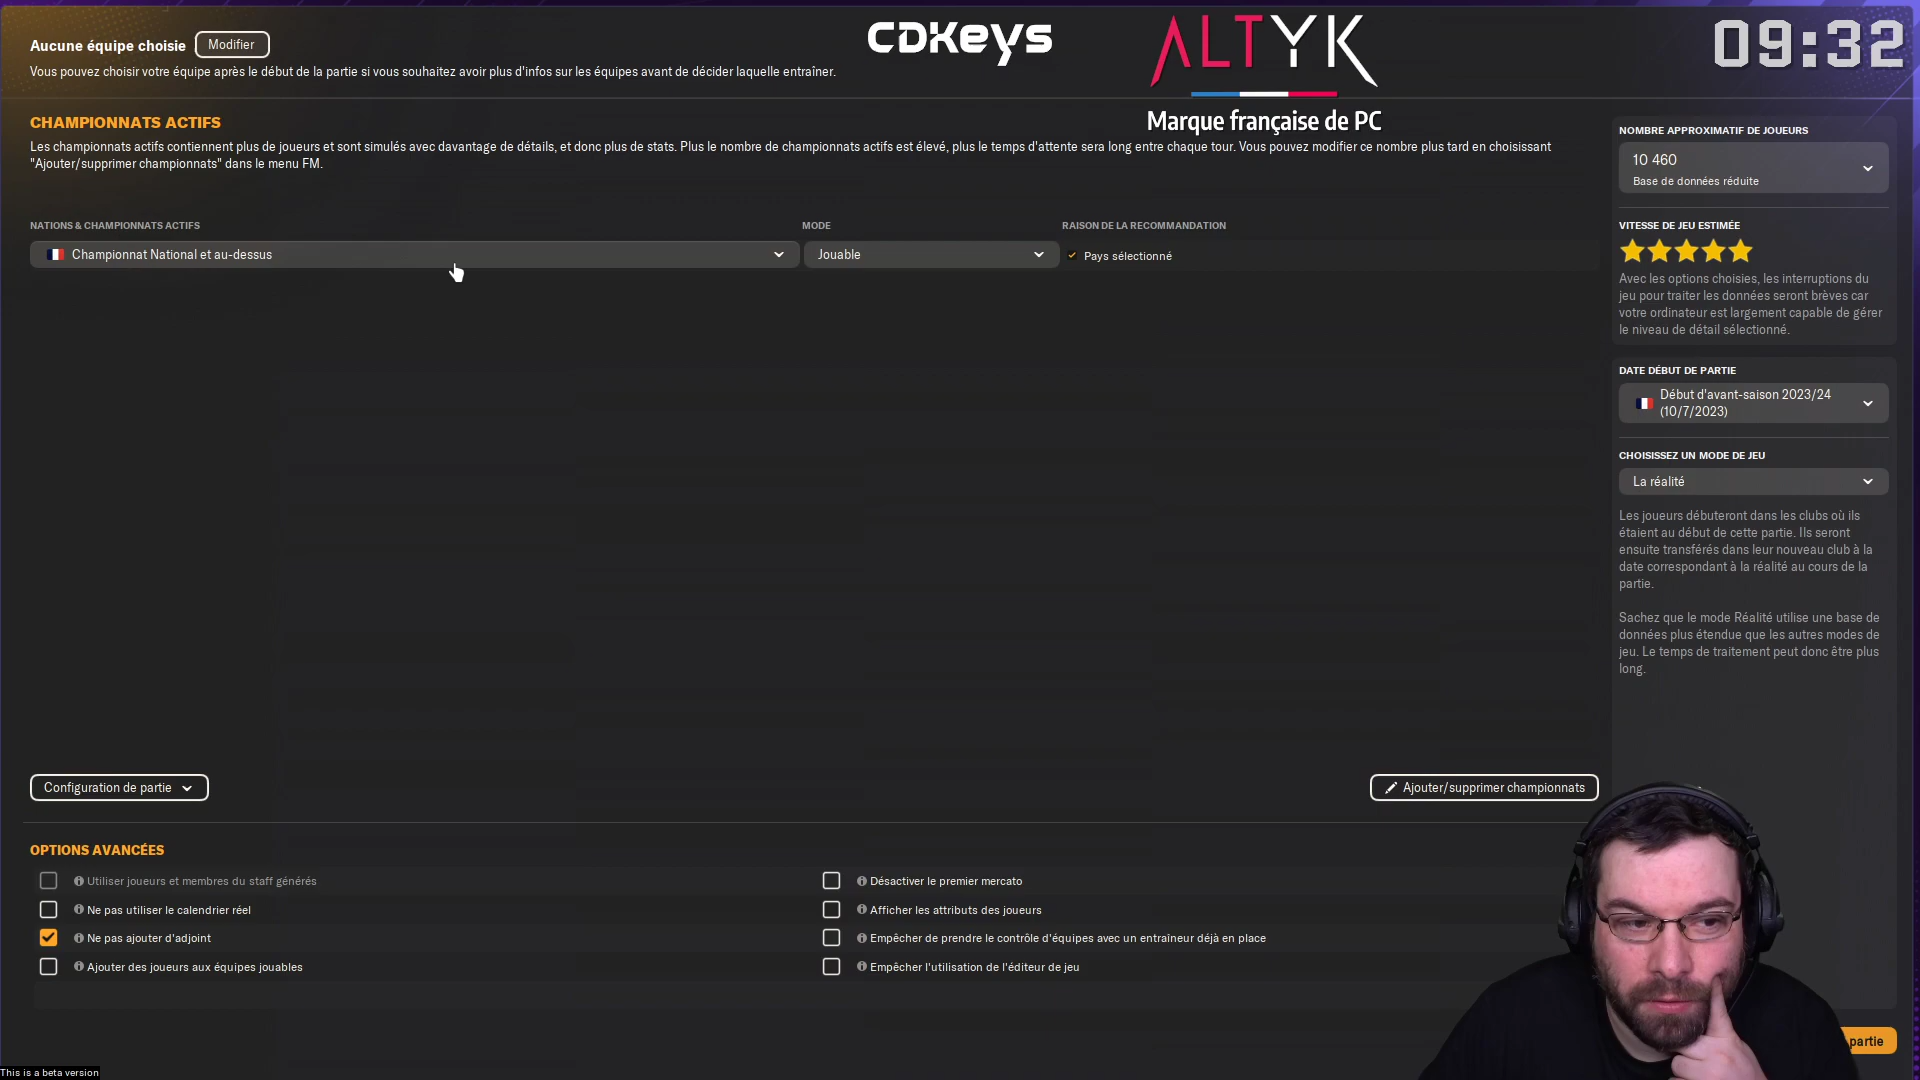 Aucune équipe choisie
Modifier
Vous pouvez choisir votre équipe après le début de la partie si vous souhaitez avoir plus d'infos sur les équipes avant de décider laquelle entraîner.
CDKeys
ALTYK
Marque française de PC
09:32
CHAMPIONNATS ACTIFS
Les championnats actifs contiennent plus de joueurs et sont simulés avec davantage de détails, et donc plus de stats. Plus le nombre de championnats actifs est élevé, plus le temps d'attente sera long entre chaque tour. Vous pouvez modifier ce nombre plus tard en choisissant
"Ajouter/supprimer championnats" dans le menu FM.
NATIONS & CHAMPIONNATS ACTIFS
MODE
RAISON DE LA RECOMMANDATION
Championnat National et au-dessus
Jouable
Pays sélectionné
NOMBRE APPROXIMATIF DE JOUEURS
10 460
Base de données réduite
VITESSE DE JEU ESTIMÉE
Avec les options choisies, les interruptions du
jeu pour traiter les données seront brèves car
votre ordinateur est largement capable de gérer
le niveau de détail sélectionné.
DATE DÉBUT DE PARTIE
Début d'avant-saison 2023/24
(10/7/2023)
CHOISISSEZ UN MODE DE JEU
La réalité
Les joueurs débuteront dans les clubs où ils
étaient au début de cette partie. Ils seront
ensuite transférés dans leur nouveau club à la
date correspondant à la réalité au cours de la
partie.
Sachez que le mode Réalité utilise une base de
données plus étendue que les autres modes de
jeu. Le temps de traitement peut donc être plus
long.
Configuration de partie
Ajouter/supprimer championnats
OPTIONS AVANCÉES
Utiliser joueurs et membres du staff générés
Ne pas utiliser le calendrier réel
Ne pas ajouter d'adjoint
Ajouter des joueurs aux équipes jouables
Désactiver le premier mercato
Afficher les attributs des joueurs
Empêcher de prendre le contrôle d'équipes avec un entraîneur déjà en place
Empêcher l'utilisation de l'éditeur de jeu
partie
This is a beta version